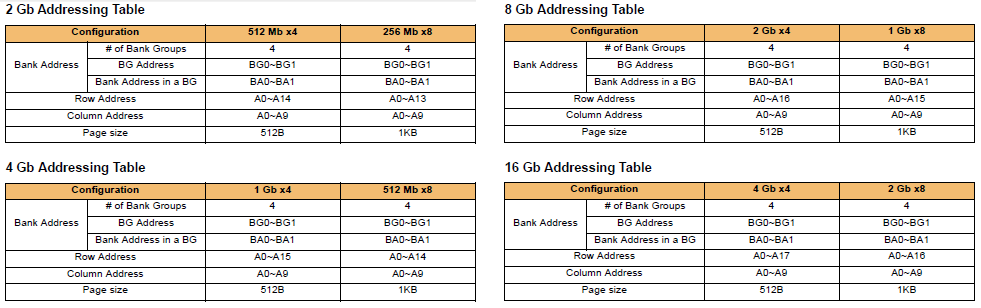 2 Gb Addressing Table
Configuration 512 Mb x4 256 Mb x8
Bank Address # of Bank Groups 4 4
BG Address BG0~BG1 BG0~BG1
Bank Address in a BG BA0~BA1 BA0~BA1
Row Address A0~A14 A0~A13
Column Address A0~A9 A0~A9
Page size 512B 1KB
4 Gb Addressing Table
Configuration 1 Gb x4 512 Mb x8
Bank Address # of Bank Groups 4 4
BG Address BG0~BG1 BG0~BG1
Bank Address in a BG BA0~BA1 BA0~BA1
Row Address A0~A15 A0~A14
Column Address A0~A9 A0~A9
Page size 512B 1KB
8 Gb Addressing Table
Configuration 2 Gb x4 1 Gb x8
Bank Address # of Bank Groups 4 4
BG Address BG0~BG1 BG0~BG1
Bank Address in a BG BA0~BA1 BA0~BA1
Row Address A0~A16 A0~A15
Column Address A0~A9 A0~A9
Page size 512B 1KB
16 Gb Addressing Table
Configuration 4 Gb x4 2 Gb x8
Bank Address # of Bank Groups 4 4
BG Address BG0~BG1 BG0~BG1
Bank Address in a BG BA0~BA1 BA0~BA1
Row Address A0~A17 A0~A16
Column Address A0~A9 A0~A9
Page size 512B 1KB